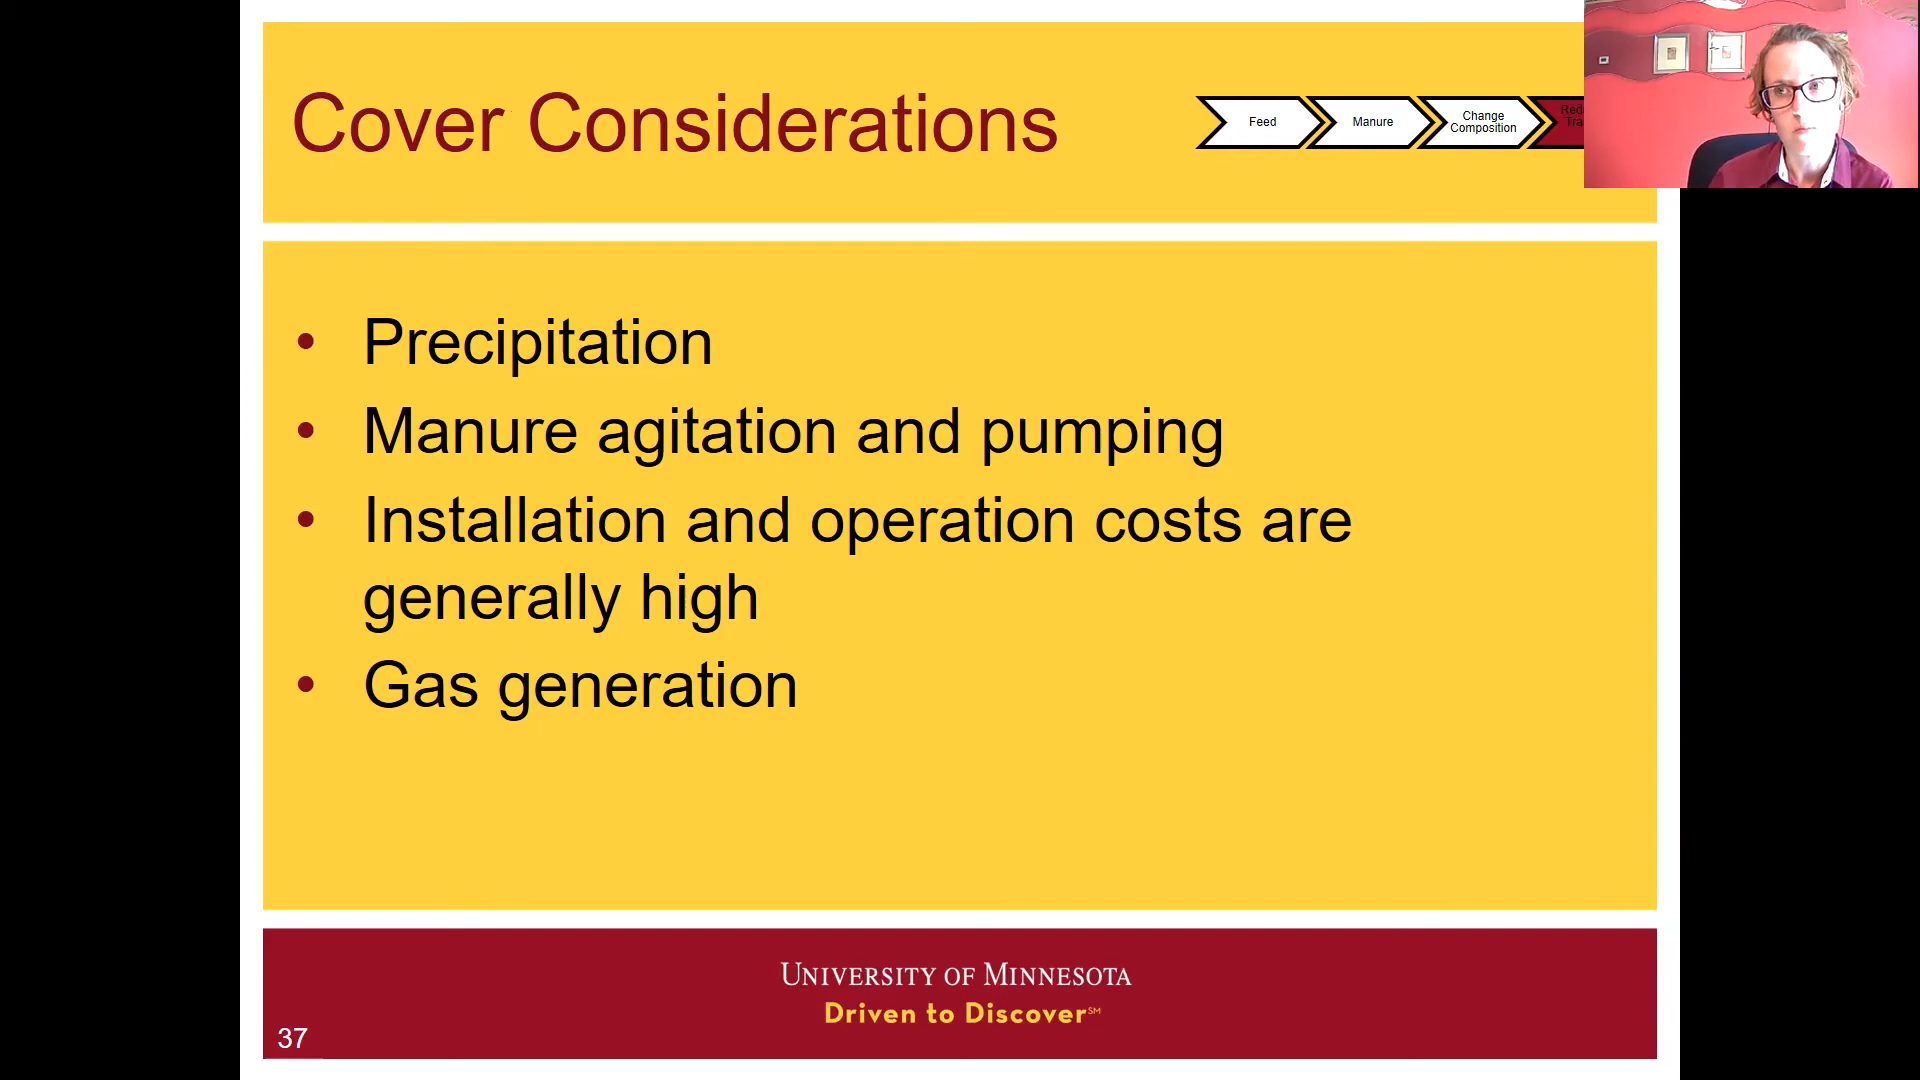 Cover Considerations
Feed
Manure
Change
Composition
• Precipitation
• Manure agitation and pumping
• Installation and operation costs are
generally high
• Gas generation
UNIVERSITY OF MINNESOTA
Driven to Discover℠
37